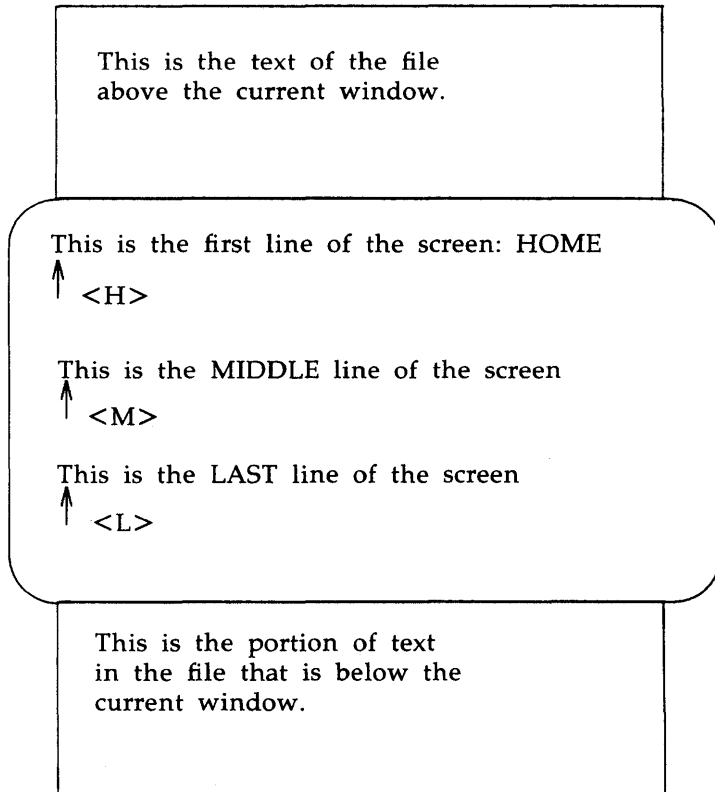 This is the text of the file
above the current window.
This is the first line of the screen: HOME
<H>
This is the MIDDLE line of the screen
<M>
This is the LAST line of the screen
<L>
This is the portion of text
in the file that is below the
current window.